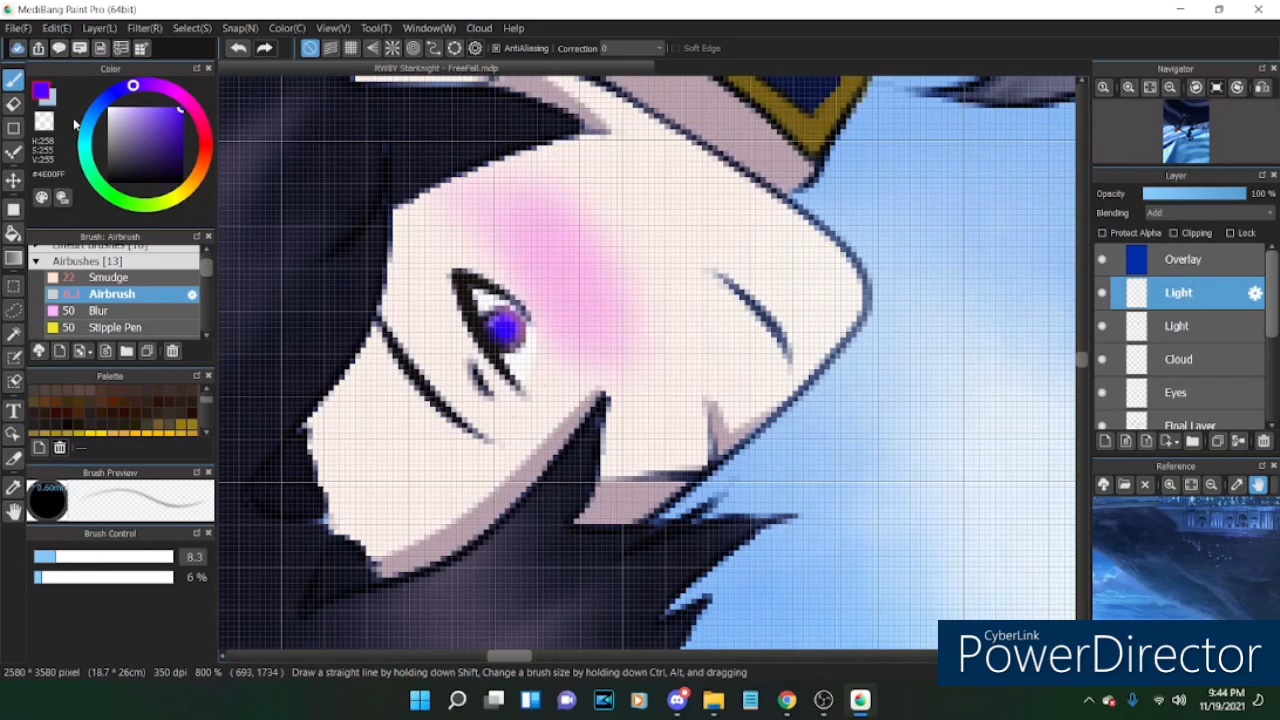 MediBang Paint Pro (64bit)
File(F) Edit(E) Layer(L) Filter(R) Select(S) Snap(N) Color(C) View(V) Tool(T) Window(W) Cloud Help
AntiAliasing Correction 0 Soft Edge
Color
RWBY StarKnight - FreeFall.mdp
Navigator
H:258
S:255
V:255
#4E00FF
Layer
Opacity 100 %
Blending Add
Protect Alpha Clipping Lock
Brush: Airbrush
Airbrushes [13]
22 Smudge
8.3 Airbrush
50 Blur
50 Stipple Pen
Overlay
Light
Light
Cloud
Eyes
Final Layer
Palette
Brush Preview
0.60mm
Reference
Brush Control
8.3
6 %
2580 * 3580 pixel (18.7 * 26cm) 350 dpi 800 % ( 693, 1734 ) Draw a straight line by holding down Shift, Change a brush size by holding down Ctrl, Alt, and dragging
CyberLink
PowerDirector
9:44 PM
11/19/2021